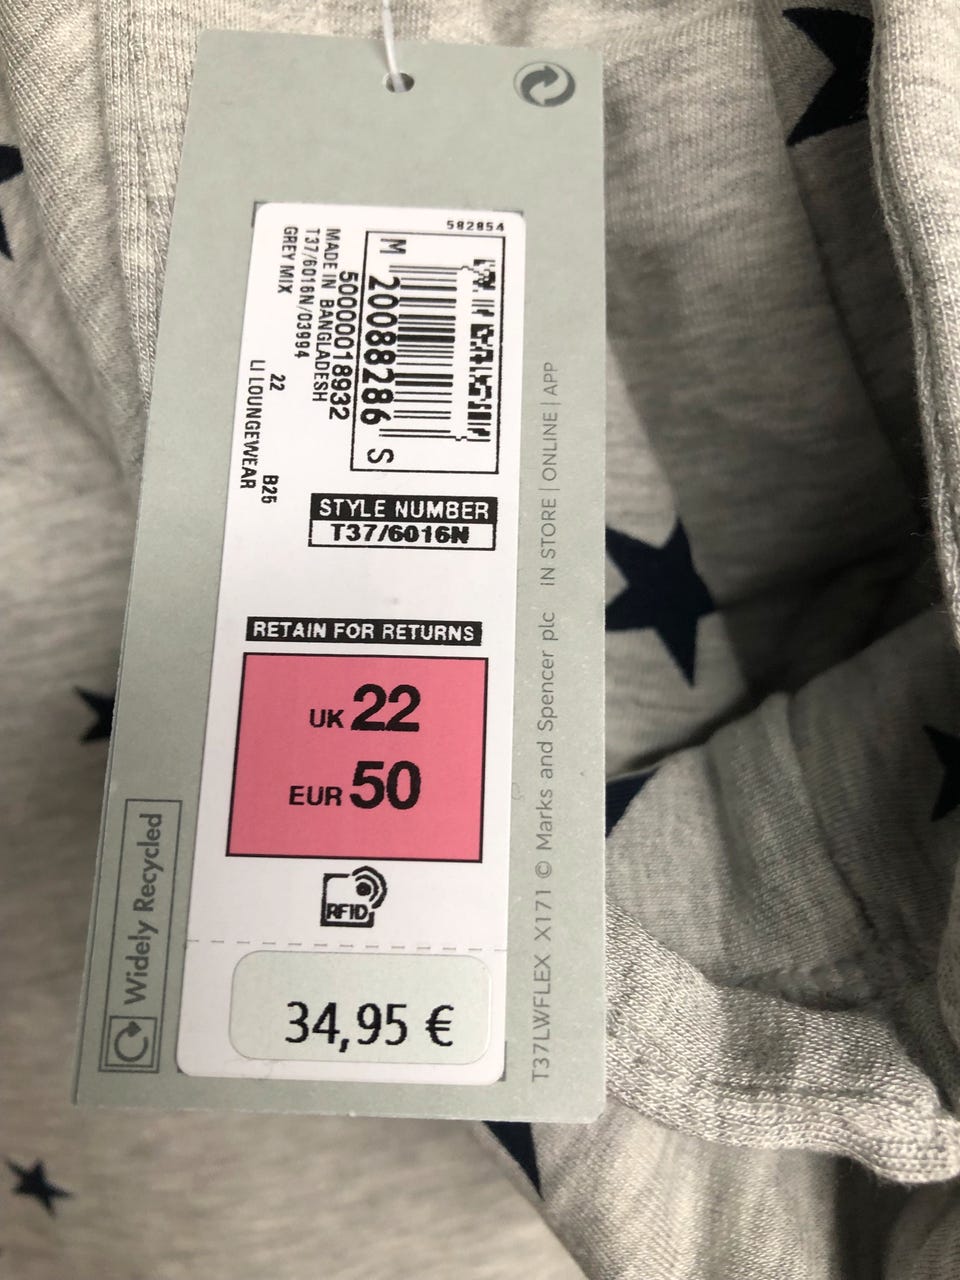 582854
M 20088286 S
5000001​8932
MADE IN BANGLADESH
T37/6016N/03994
GREY MIX
22
B25
LI LOUNGEWEAR
STYLE NUMBER
T37/6016N
RETAIN FOR RETURNS
UK 22
EUR 50
RFID
34,95 €
Widely Recycled
T37LWFLEX X171 © Marks and Spencer plc IN STORE | ONLINE | APP